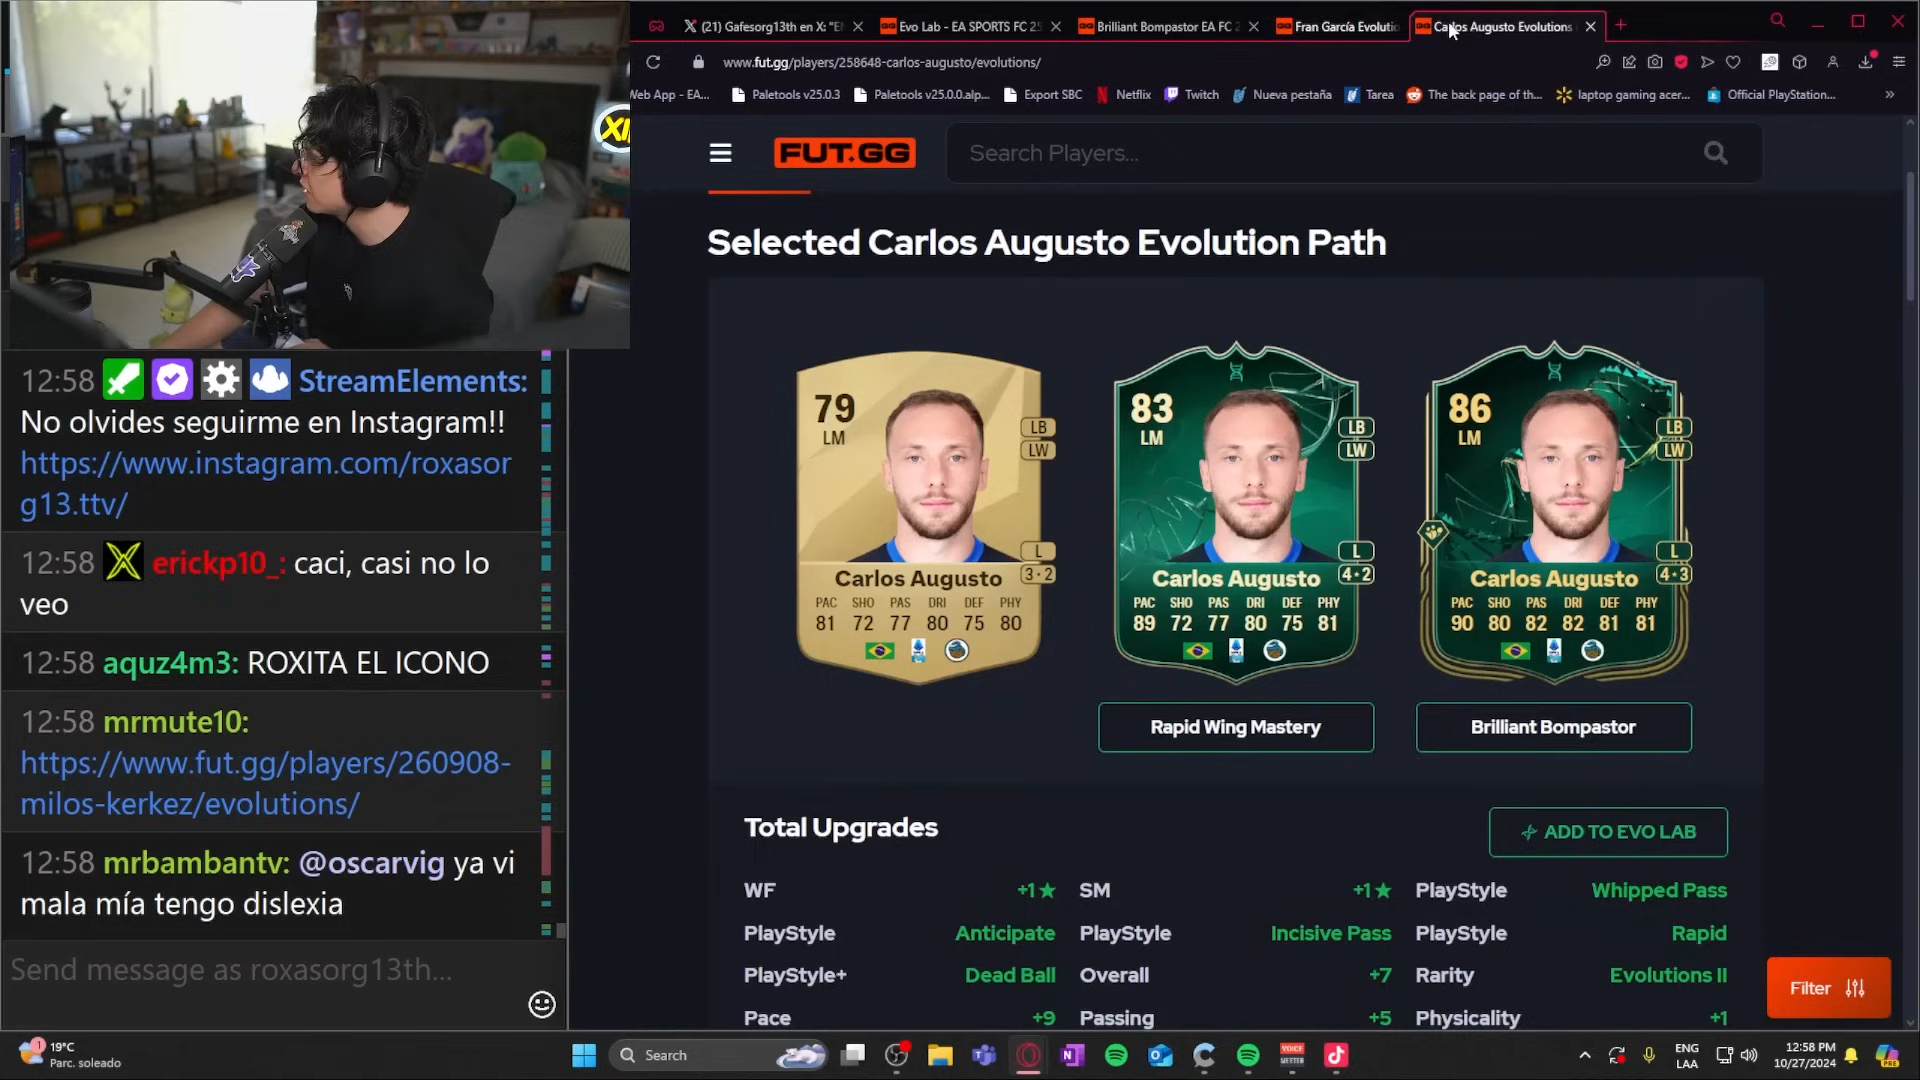 (21) Gafesorg13th en X: "E
Evo Lab - EA SPORTS FC 25
Brilliant Bompastor EA FC 2
Fran García Evolutio
Carlos Augusto Evolutions
www.fut.gg/players/258648-carlos-augusto/evolutions/
Web App - EA...
Paletools v25.0.3
Paletools v25.0.0.alp...
Export SBC
Netflix
Twitch
Nueva pestaña
Tarea
The back page of th...
laptop gaming acer...
Official PlayStation...
»
FUT.GG
Search Players...
Selected Carlos Augusto Evolution Path
79
LM
LB
LW
L
3 • 2
Carlos Augusto
PAC SHO PAS DRI DEF PHY
81 72 77 80 75 80
83
LM
LB
LW
L
4 • 2
Carlos Augusto
PAC SHO PAS DRI DEF PHY
89 72 77 80 75 81
86
LM
LB
LW
L
4 • 3
Carlos Augusto
PAC SHO PAS DRI DEF PHY
90 80 82 82 81 81
Rapid Wing Mastery
Brilliant Bompastor
Total Upgrades
ADD TO EVO LAB
WF +1★ SM +1★ PlayStyle Whipped Pass
PlayStyle Anticipate PlayStyle Incisive Pass PlayStyle Rapid
PlayStyle+ Dead Ball Overall +7 Rarity Evolutions II
Pace +9 Passing +5 Physicality +1
Filter
12:58 StreamElements:
No olvides seguirme en Instagram!!
https://www.instagram.com/roxasor
g13.ttv/
12:58 erickp10_: caci, casi no lo
veo
12:58 aquz4m3: ROXITA EL ICONO
12:58 mrmute10:
https://www.fut.gg/players/260908-
milos-kerkez/evolutions/
12:58 mrbambantv: @oscarvig ya vi
mala mía tengo dislexia
Send message as roxasorg13th...
1
19°C
Parc. soleado
Search
VOICE
MEETER
ENG
LAA
12:58 PM
10/27/2024
PRE